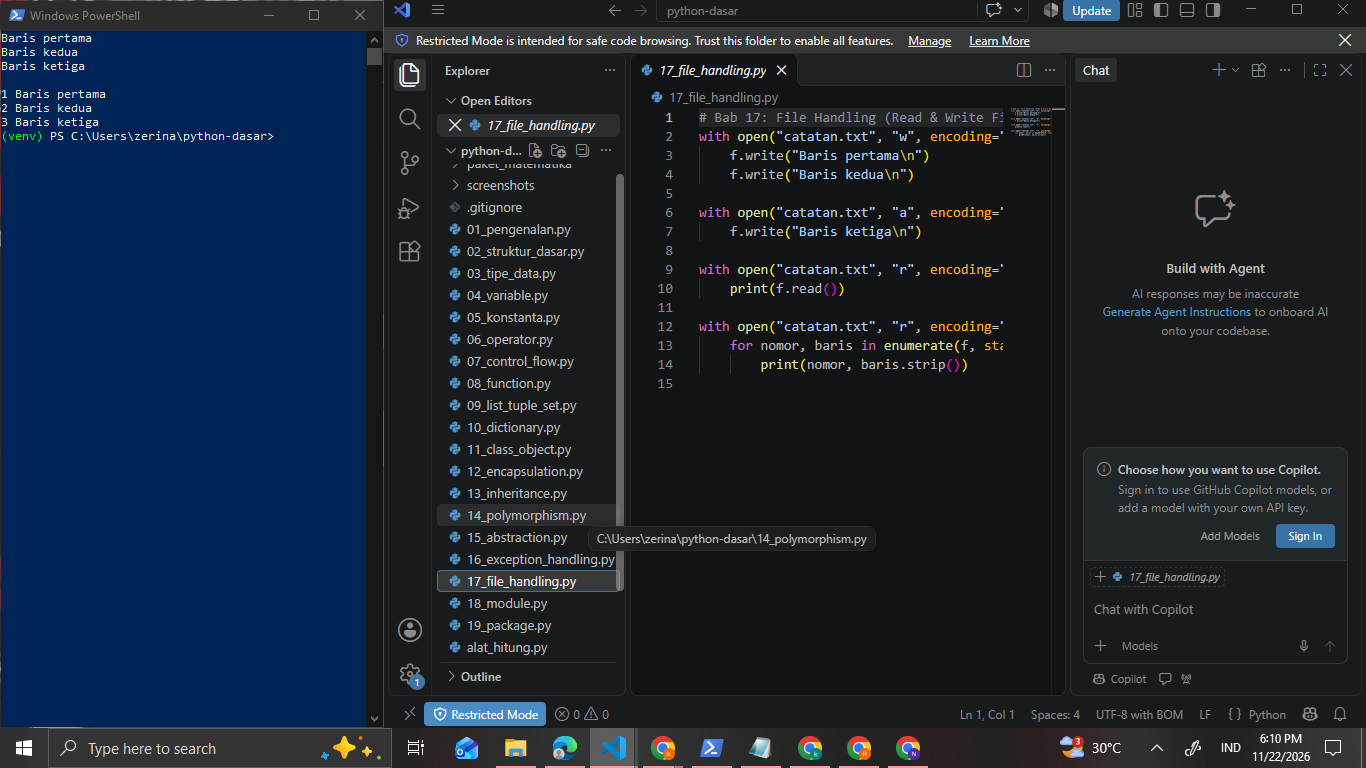 Windows PowerShell
Baris pertama
Baris kedua
Baris ketiga
1 Baris pertama
2 Baris kedua
3 Baris ketiga
(venv) PS C:\Users\zerina\python-dasar>
python-dasar
Update
Restricted Mode is intended for safe code browsing. Trust this folder to enable all features. Manage Learn More
Explorer
Open Editors
17_file_handling.py
python-d...
paket_matematika
screenshots
.gitignore
01_pengenalan.py
02_struktur_dasar.py
03_tipe_data.py
04_variable.py
05_konstanta.py
06_operator.py
07_control_flow.py
08_function.py
09_list_tuple_set.py
10_dictionary.py
11_class_object.py
12_encapsulation.py
13_inheritance.py
14_polymorphism.py
15_abstraction.py
C:\Users\zerina\python-dasar\14_polymorphism.py
16_exception_handling.py
17_file_handling.py
18_module.py
19_package.py
alat_hitung.py
Outline
1
17_file_handling.py
17_file_handling.py
1 # Bab 17: File Handling (Read & Write Fi
2 with open("catatan.txt", "w", encoding="
3 f.write("Baris pertama\n")
4 f.write("Baris kedua\n")
5
6 with open("catatan.txt", "a", encoding="
7 f.write("Baris ketiga\n")
8
9 with open("catatan.txt", "r", encoding="
10 print(f.read())
11
12 with open("catatan.txt", "r", encoding="
13 for nomor, baris in enumerate(f, sta
14 print(nomor, baris.strip())
15
Chat
Build with Agent
AI responses may be inaccurate
Generate Agent Instructions to onboard AI
onto your codebase.
Choose how you want to use Copilot.
Sign in to use GitHub Copilot models, or
add a model with your own API key.
Add Models
Sign In
17_file_handling.py
Chat with Copilot
Models
Copilot
Restricted Mode
0 0
Ln 1, Col 1
Spaces: 4
UTF-8 with BOM
LF
Python
Type here to search
3
30°C
IND
6:10 PM
11/22/2026